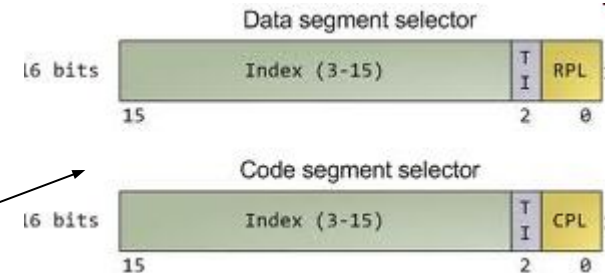 Data segment selector
16 bits Index (3-15) TI RPL
15 2 0
Code segment selector
16 bits Index (3-15) TI CPL
15 2 0